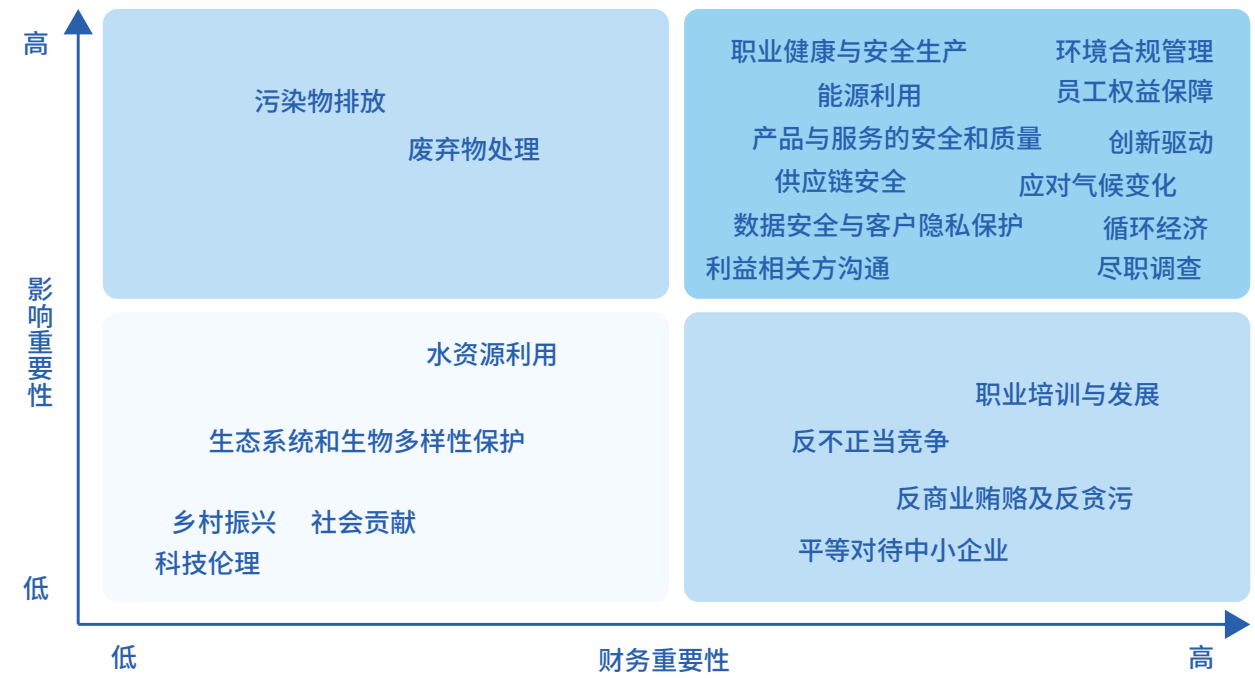 高
污染物排放
废弃物处理
职业健康与安全生产
环境合规管理
能源利用
员工权益保障
产品与服务的安全和质量
创新驱动
供应链安全
应对气候变化
数据安全与客户隐私保护
循环经济
利益相关方沟通
尽职调查
影响重要性
水资源利用
生态系统和生物多样性保护
乡村振兴
社会贡献
科技伦理
职业培训与发展
反不正当竞争
反商业贿赂及反贪污
平等对待中小企业
低
低
财务重要性
高